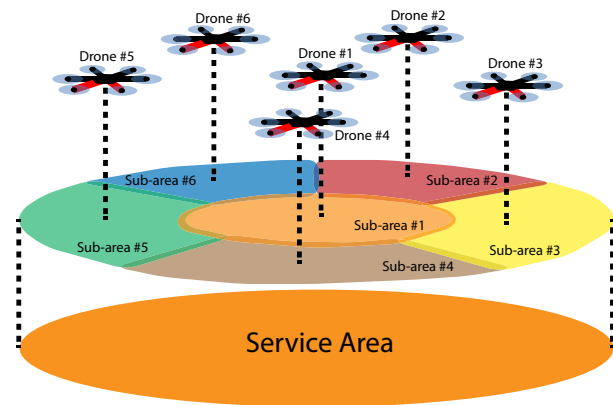 Drone #6
Drone #2
Drone #5
Drone #1
Drone #3
Drone #4
Sub-area #6
Sub-area #2
Sub-area #1
Sub-area #5
Sub-area #3
Sub-area #4
Service Area